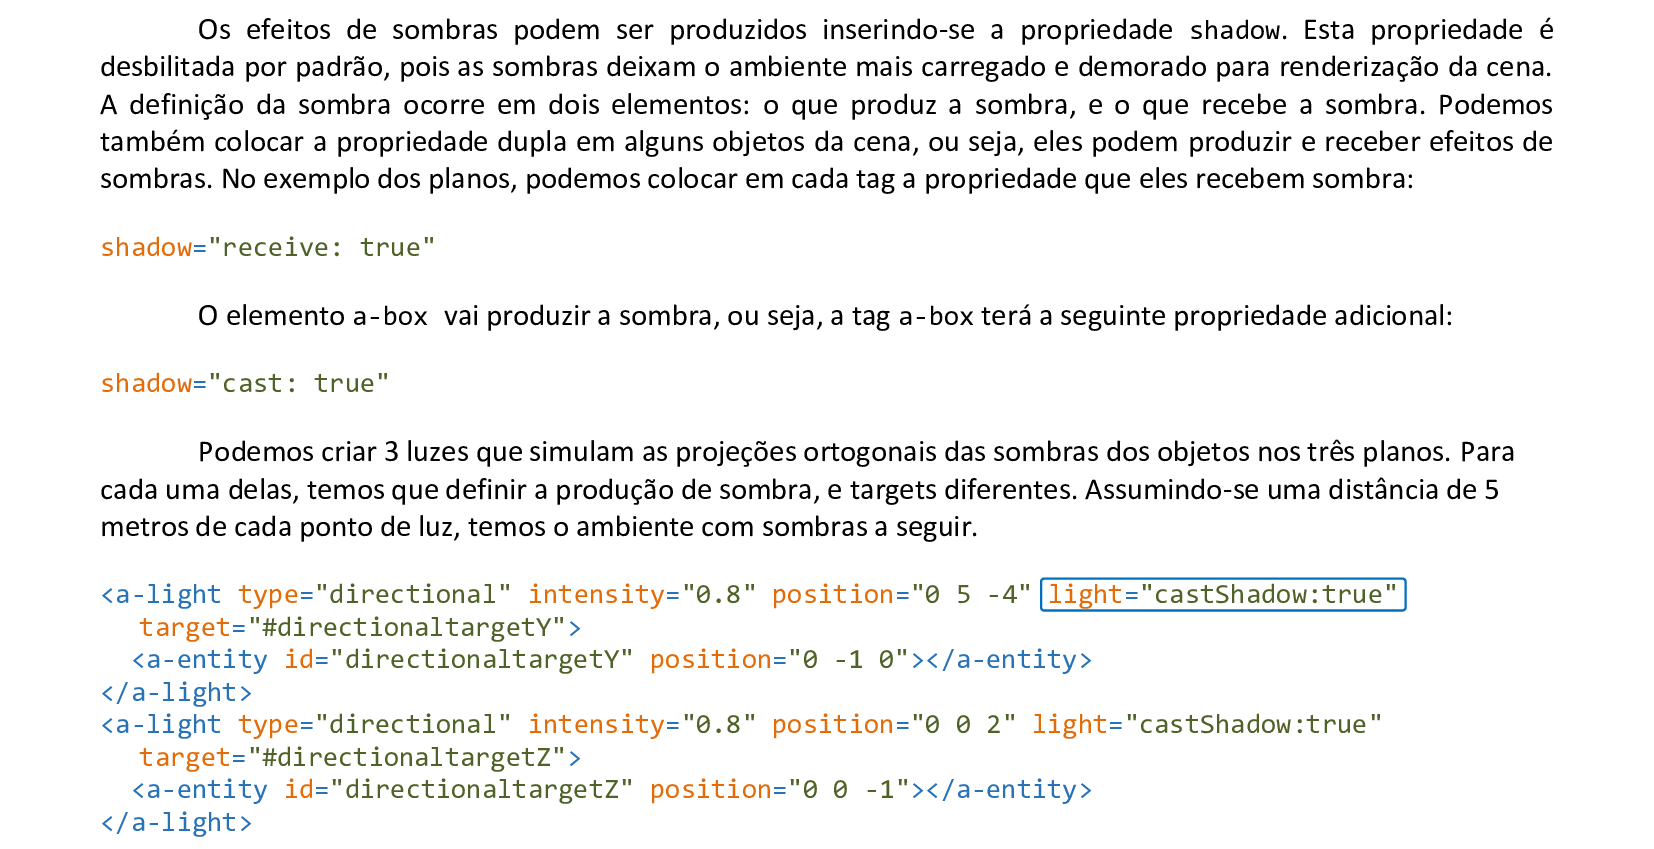 Os efeitos de sombras podem ser produzidos inserindo-se a propriedade shadow. Esta propriedade é
desbilitada por padrão, pois as sombras deixam o ambiente mais carregado e demorado para renderização da cena.
A definição da sombra ocorre em dois elementos: o que produz a sombra, e o que recebe a sombra. Podemos
também colocar a propriedade dupla em alguns objetos da cena, ou seja, eles podem produzir e receber efeitos de
sombras. No exemplo dos planos, podemos colocar em cada tag a propriedade que eles recebem sombra:
shadow="receive: true"
O elemento a-box vai produzir a sombra, ou seja, a tag a-box terá a seguinte propriedade adicional:
shadow="cast: true"
Podemos criar 3 luzes que simulam as projeções ortogonais das sombras dos objetos nos três planos. Para
cada uma delas, temos que definir a produção de sombra, e targets diferentes. Assumindo-se uma distância de 5
metros de cada ponto de luz, temos o ambiente com sombras a seguir.
<a-light type="directional" intensity="0.8" position="0 5 -4" light="castShadow:true"
target="#directionaltargetY">
<a-entity id="directionaltargetY" position="0 -1 0"></a-entity>
</a-light>
<a-light type="directional" intensity="0.8" position="0 0 2" light="castShadow:true"
target="#directionaltargetZ">
<a-entity id="directionaltargetZ" position="0 0 -1"></a-entity>
</a-light>